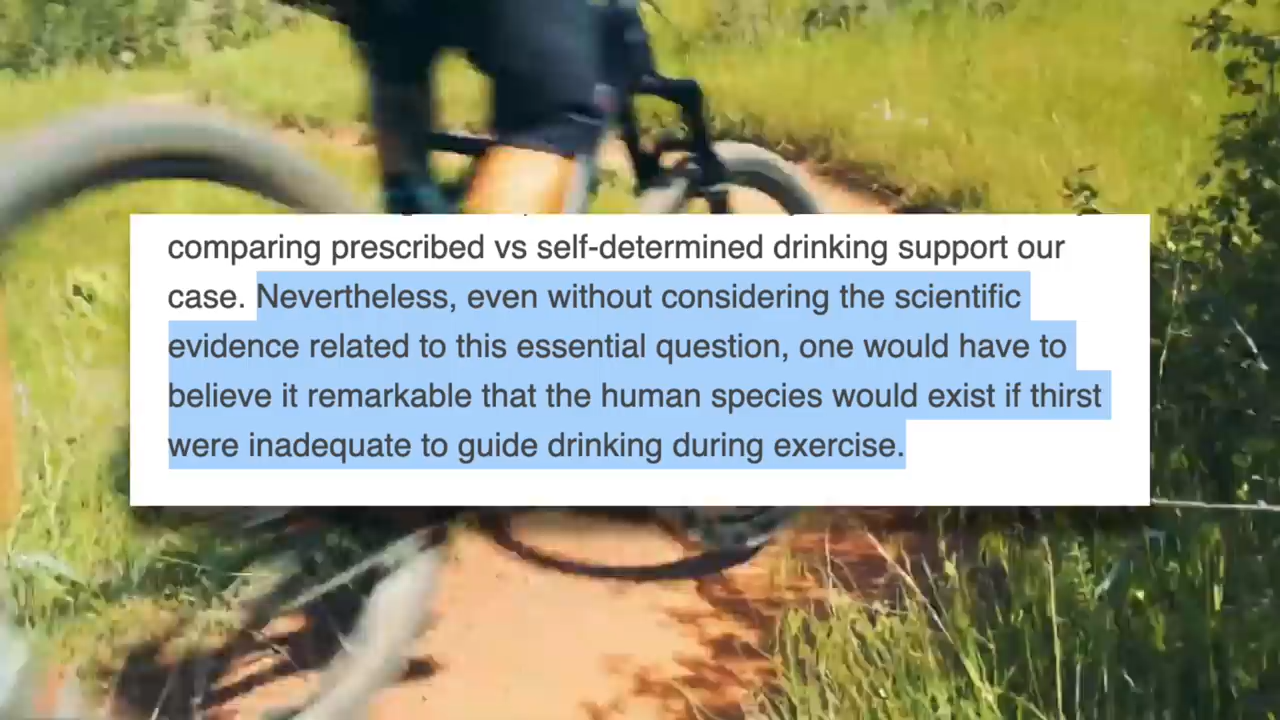 comparing prescribed vs self-determined drinking support our
case. Nevertheless, even without considering the scientific
evidence related to this essential question, one would have to
believe it remarkable that the human species would exist if thirst
were inadequate to guide drinking during exercise.